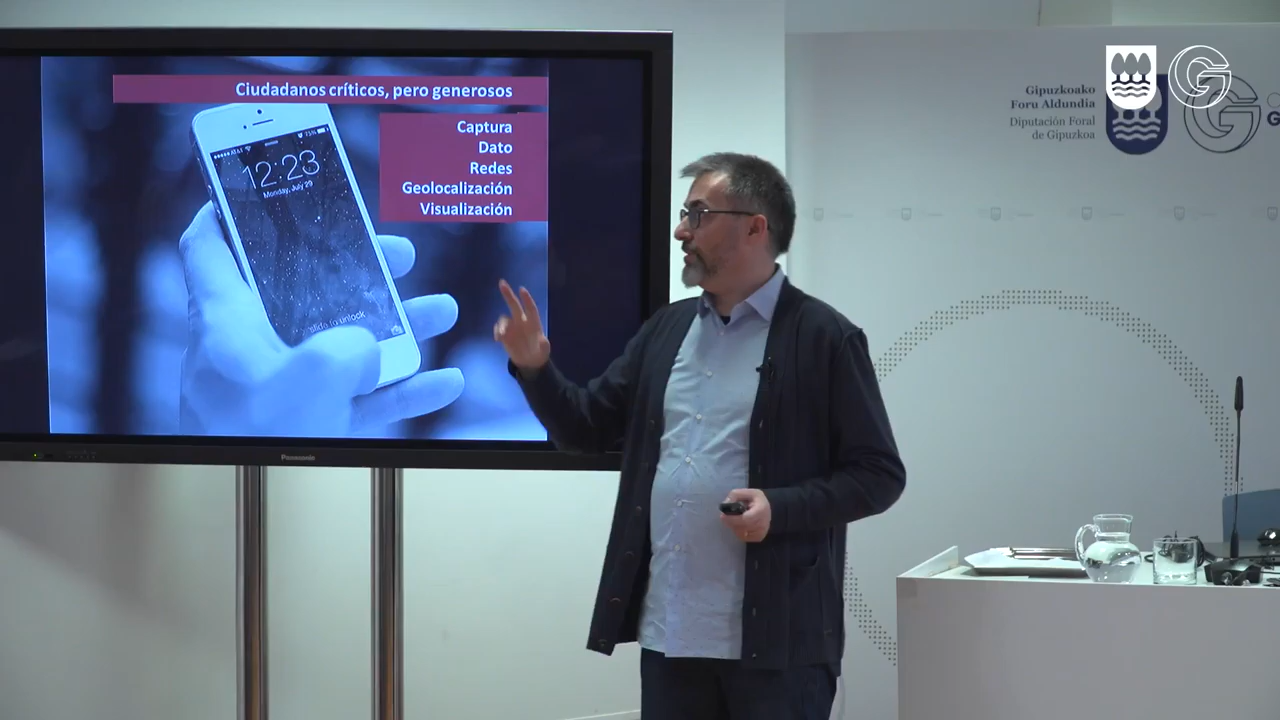 Ciudadanos críticos, pero generosos
Captura
Dato
Redes
Geolocalización
Visualización
12:23
Monday, July 29
slide to unlock
Panasonic
Gipuzkoako
Foru Aldundia
Diputación Foral
de Gipuzkoa
G